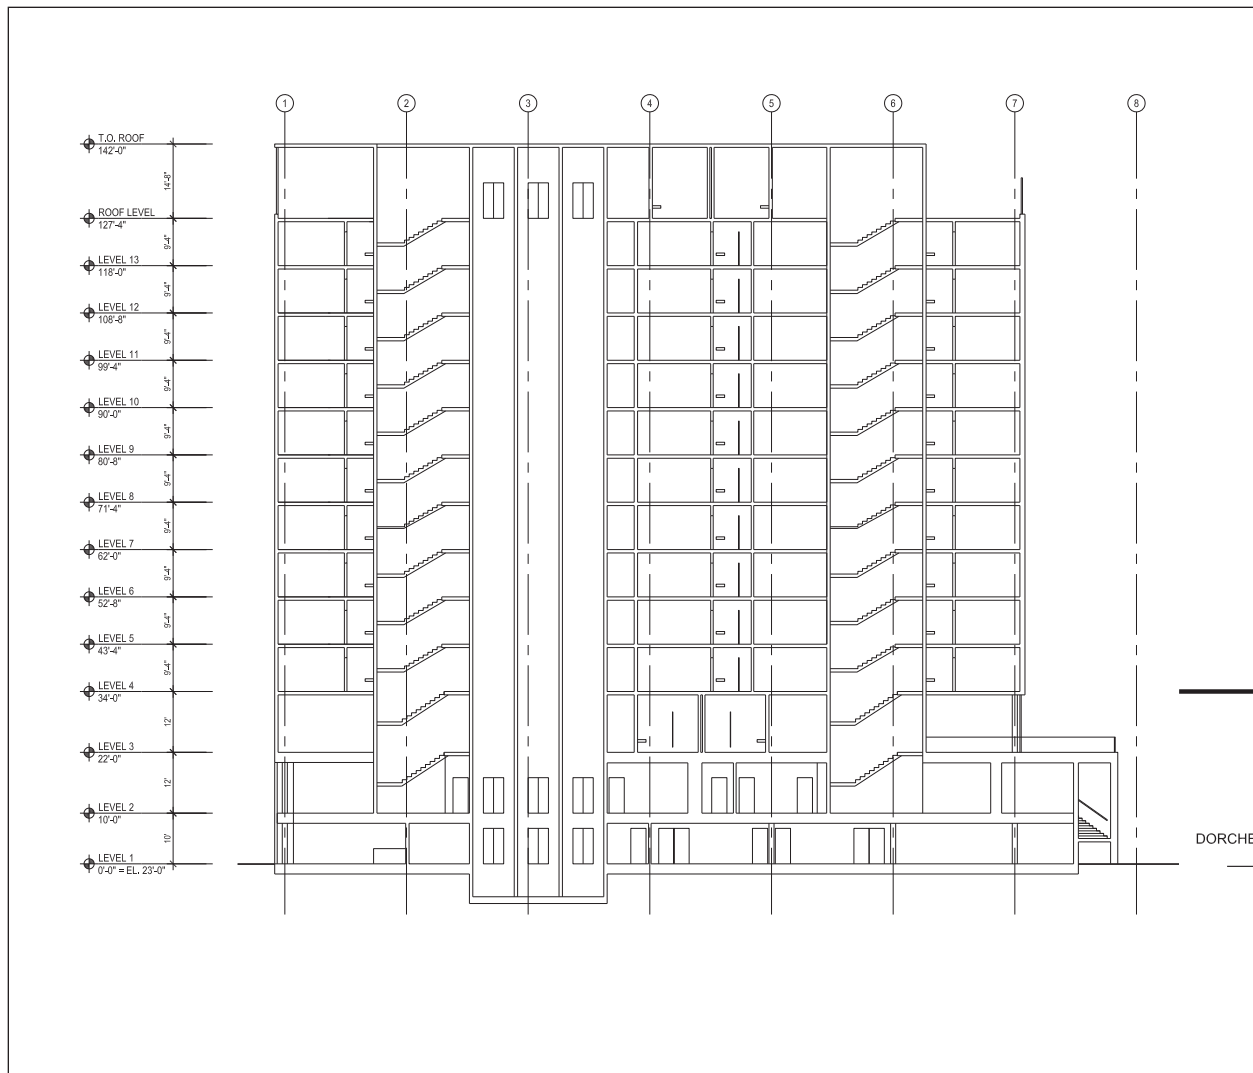 1 2 3 4 5 6 7 8
T.O. ROOF
142'-0"
14'-8"
ROOF LEVEL
127'-4"
9'-4"
LEVEL 13
118'-0"
9'-4"
LEVEL 12
108'-8"
9'-4"
LEVEL 11
99'-4"
9'-4"
LEVEL 10
90'-0"
9'-4"
LEVEL 9
80'-8"
9'-4"
LEVEL 8
71'-4"
9'-4"
LEVEL 7
62'-0"
9'-4"
LEVEL 6
52'-8"
9'-4"
LEVEL 5
43'-4"
9'-4"
LEVEL 4
34'-0"
12'
LEVEL 3
22'-0"
12'
LEVEL 2
10'-0"
10'
DORCHE
LEVEL 1
0'-0" = EL. 23'-0"